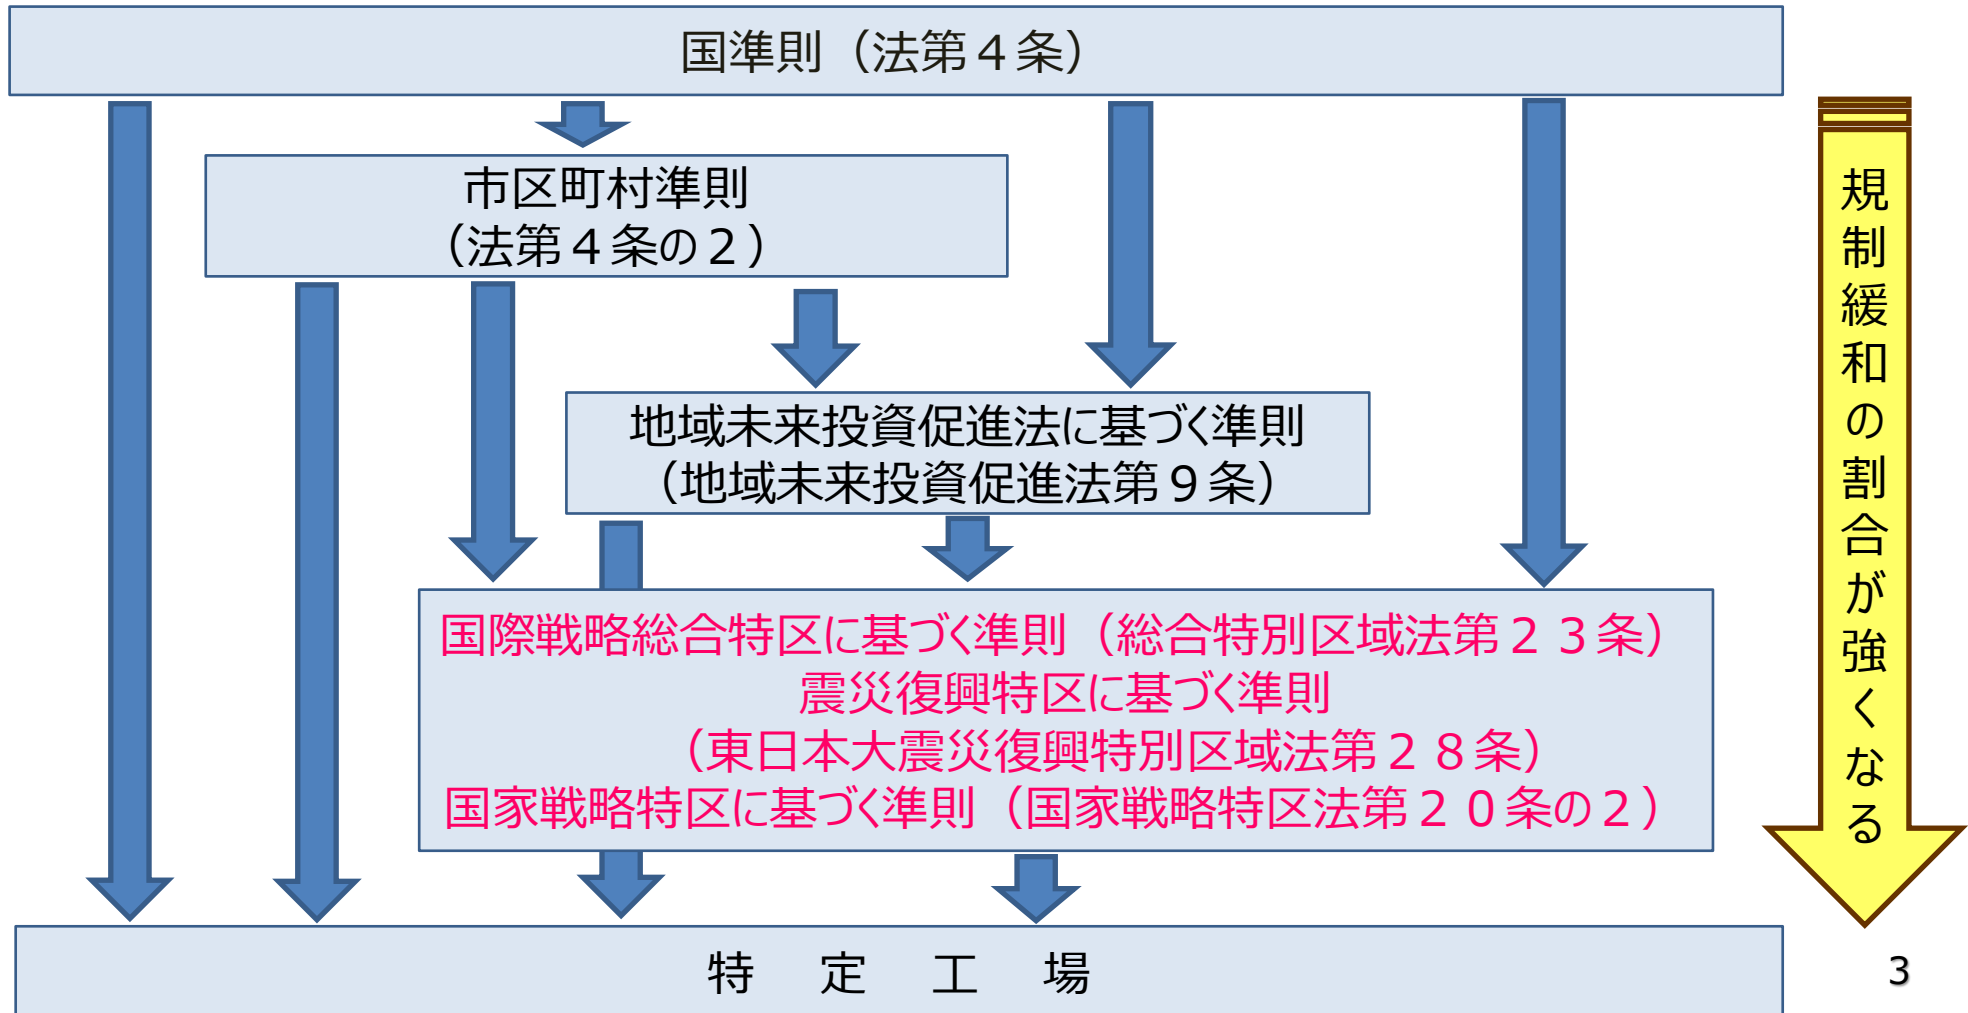 国準則（法第４条）
市区町村準則
（法第４条の２）
地域未来投資促進法に基づく準則
（地域未来投資促進法第９条）
国際戦略総合特区に基づく準則（総合特別区域法第２３条）
震災復興特区に基づく準則
（東日本大震災復興特別区域法第２８条）
国家戦略特区に基づく準則（国家戦略特区法第２０条の２）
特　定　工　場
規制緩和の割合が強くなる
3